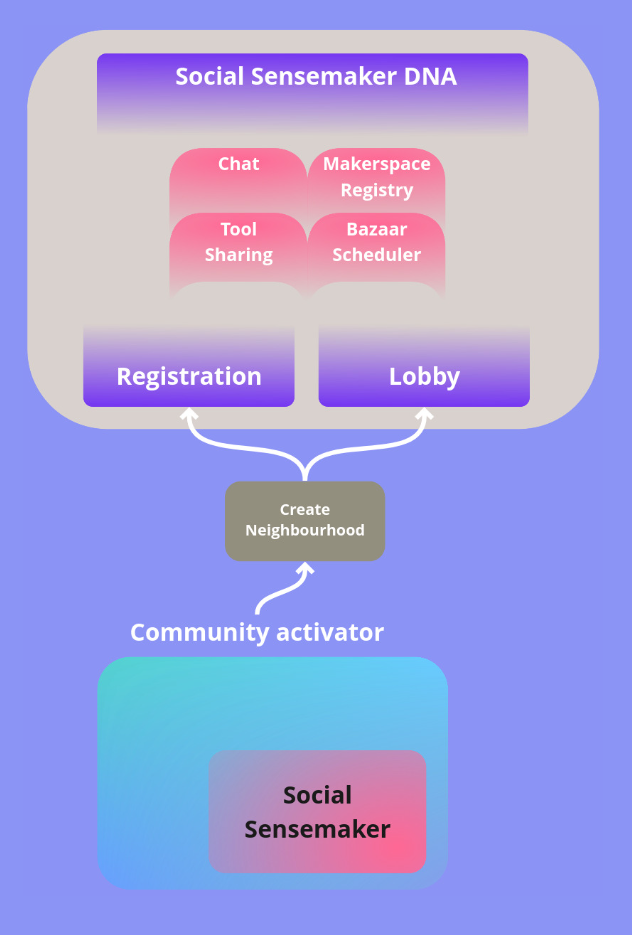 Social Sensemaker DNA
Chat
Makerspace
Registry
Tool
Sharing
Bazaar
Scheduler
Registration
Lobby
Create
Neighbourhood
Community activator
Social
Sensemaker